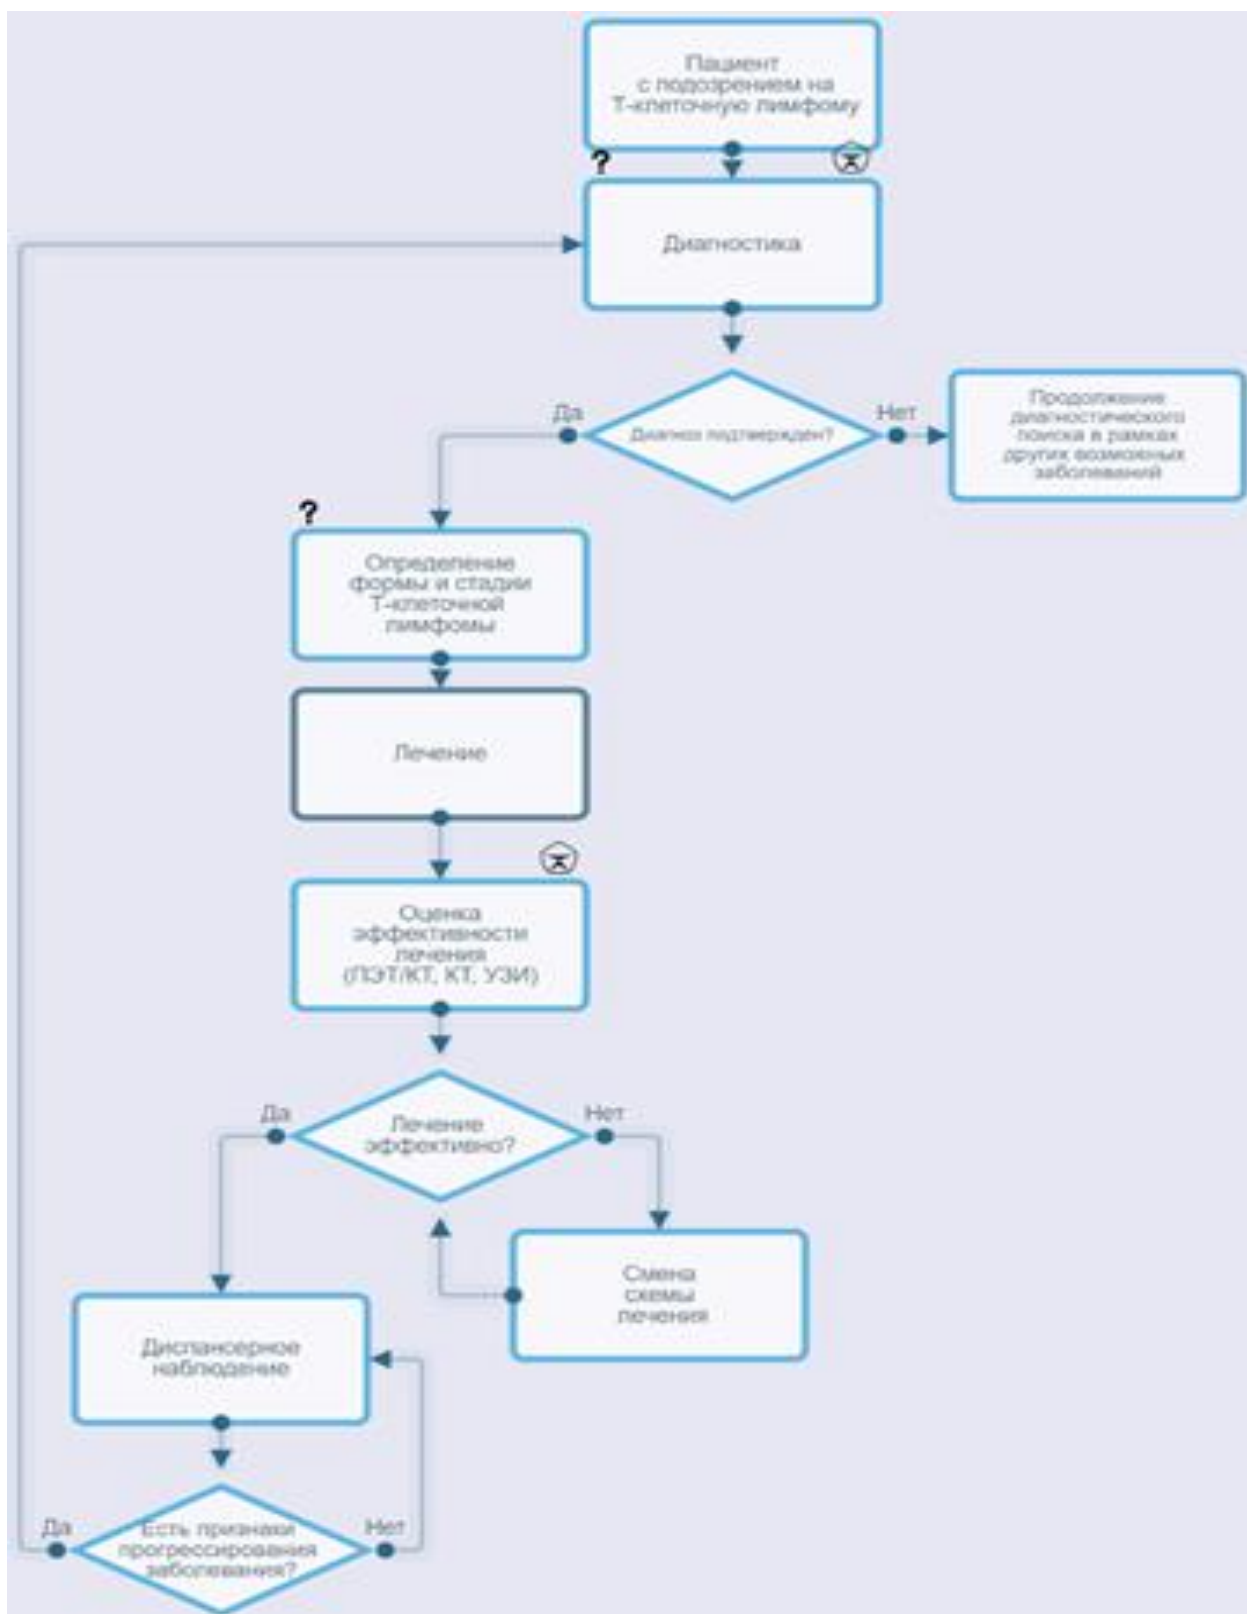 Пациент
с подозрением на
Т-клеточную лимфому
?
Диагностика
Да
Диагноз подтвержден?
Нет
Продолжение
диагностического
поиска в рамках
других возможных
заболеваний
?
Определение
формы и стадии
Т-клеточной
лимфомы
Лечение
Оценка
эффективности
лечения
(ПЭТ/КТ, КТ, УЗИ)
Да
Лечение
эффективно?
Нет
Смена
схемы
лечения
Диспансерное
наблюдение
Да
Есть признаки
прогрессирования
заболевания?
Нет